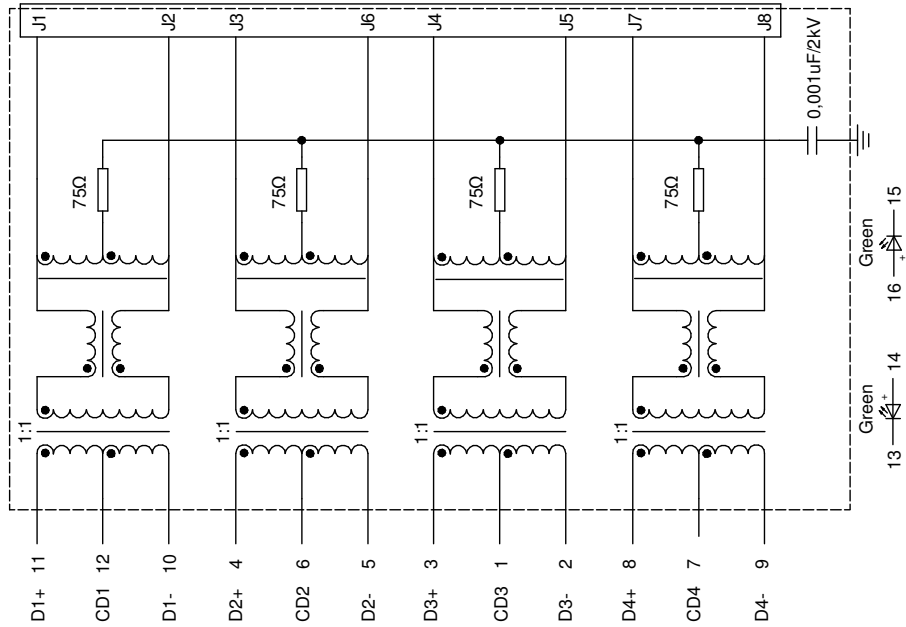 J1
J2
J3
J6
J4
J5
J7
J8
0,001uF/2kV
75Ω
75Ω
75Ω
75Ω
1:1
1:1
1:1
1:1
D1+ 11
CD1 12
D1- 10
D2+ 4
CD2 6
D2- 5
D3+ 3
CD3 1
D3- 2
D4+ 8
CD4 7
D4- 9
Green
13 + 14
Green
16 + 15